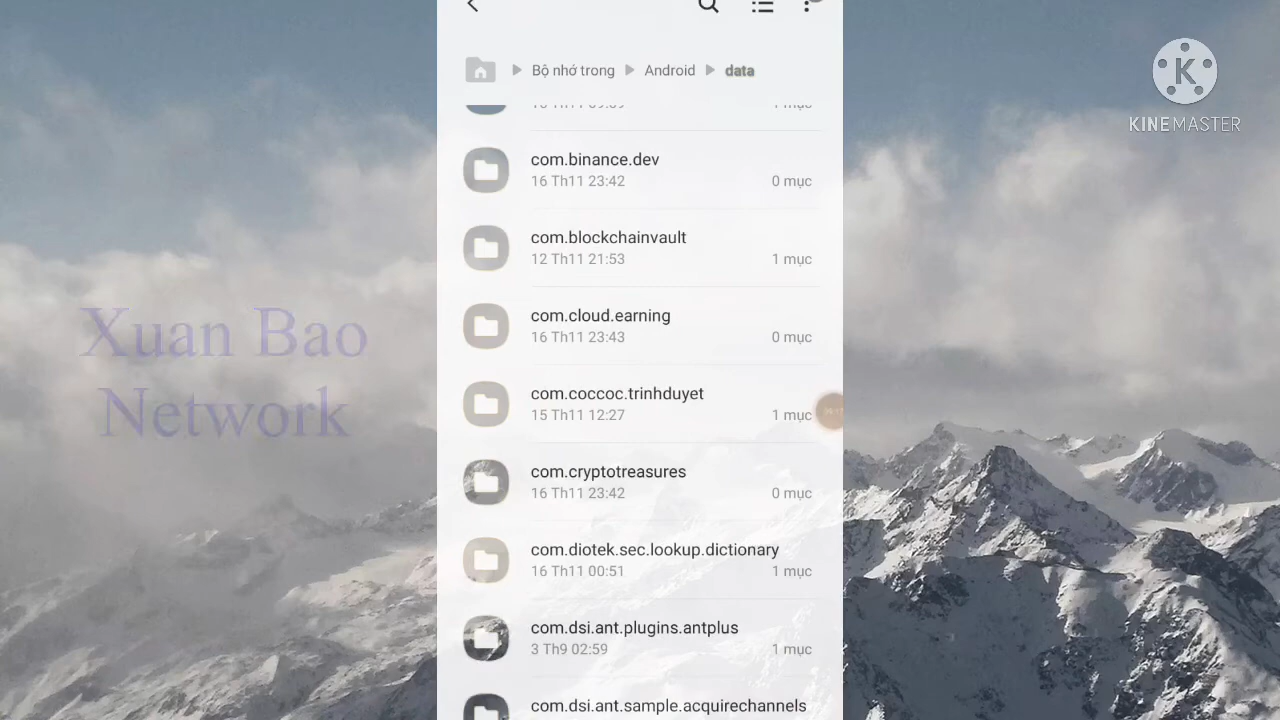 Bộ nhớ trong Android data
com.binance.dev
16 Th11 23:42 0 mục
com.blockchainvault
12 Th11 21:53 1 mục
com.cloud.earning
16 Th11 23:43 0 mục
com.coccoc.trinhduyet
15 Th11 12:27 1 mục
com.cryptotreasures
16 Th11 23:42 0 mục
com.diotek.sec.lookup.dictionary
16 Th11 00:51 1 mục
com.dsi.ant.plugins.antplus
3 Th9 02:59 1 mục
com.dsi.ant.sample.acquirechannels
Xuan Bao
Network
K
KINEMASTER